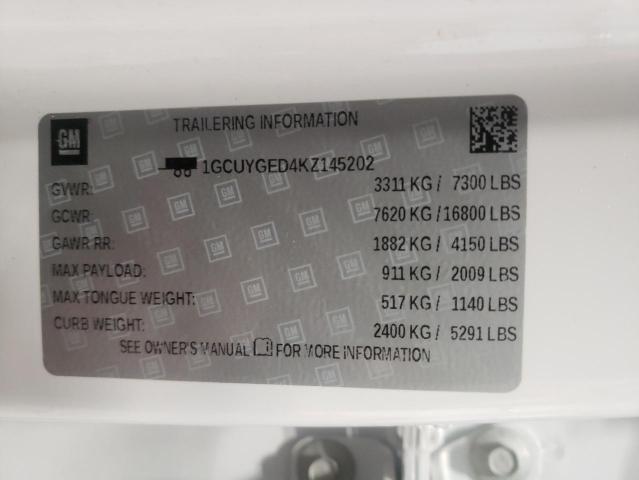 GM TRAILERING INFORMATION
1GCUYGED4KZ145202
GVWR: 3311 KG / 7300 LBS
GCWR: 7620 KG / 16800 LBS
GAWR RR: 1882 KG / 4150 LBS
MAX PAYLOAD: 911 KG / 2009 LBS
MAX TONGUE WEIGHT: 517 KG / 1140 LBS
CURB WEIGHT: 2400 KG / 5291 LBS
SEE OWNER'S MANUAL FOR MORE INFORMATION